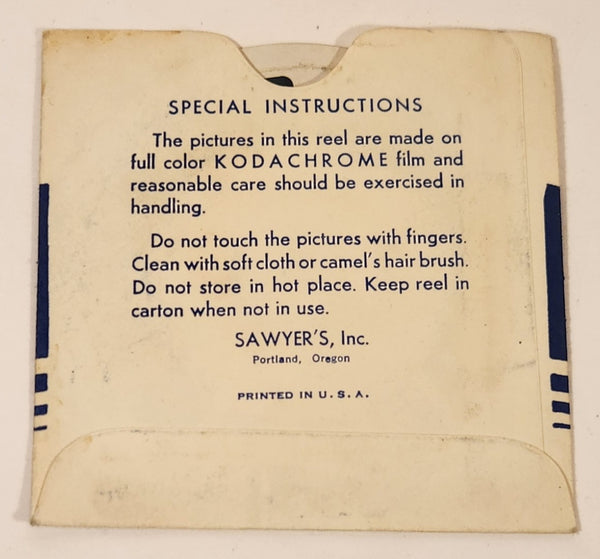 SPECIAL INSTRUCTIONS
The pictures in this reel are made on
full color KODACHROME film and
reasonable care should be exercised in
handling.
Do not touch the pictures with fingers.
Clean with soft cloth or camel's hair brush.
Do not store in hot place. Keep reel in
carton when not in use.
SAWYER'S, Inc.
Portland, Oregon
PRINTED IN U. S. A.